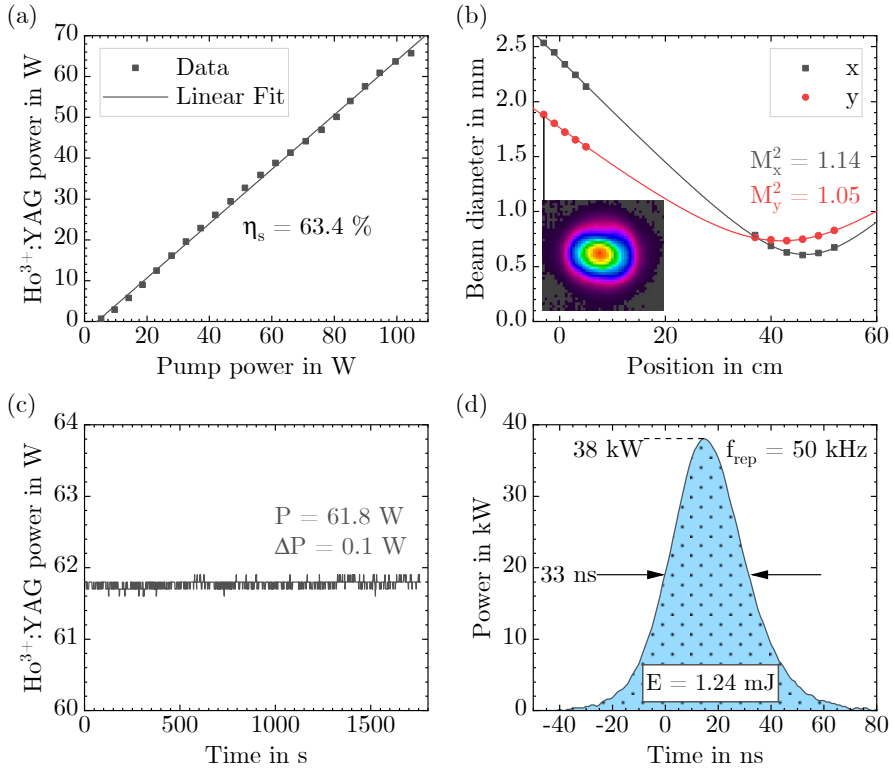 (a)
70
60
50
40
30
20
10
0
Ho³⁺:YAG power in W
Data
Linear Fit
ηₛ = 63.4 %
0 20 40 60 80 100
Pump power in W
(b)
2.5
2.0
1.5
1.0
0.5
0.0
Beam diameter in mm
x
y
M²ₓ = 1.14
M²_y = 1.05
0 20 40 60
Position in cm
(c)
64
63
62
61
60
Ho³⁺:YAG power in W
P = 61.8 W
ΔP = 0.1 W
0 500 1000 1500
Time in s
(d)
40
30
20
10
0
Power in kW
38 kW
f_rep = 50 kHz
33 ns
E = 1.24 mJ
-40 -20 0 20 40 60 80
Time in ns